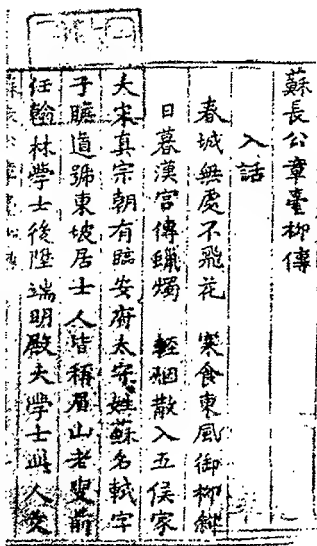 蘇長公章臺柳傳
入話
春城無處不飛花 寒食東風御柳斜
日暮漢宮傳蠟燭 輕烟散入五侯家
大宋真宗朝有臨安府太守姓蘇名軾字
子瞻道號東坡居士人皆稱眉山老叟前
任翰林學士後陞端明殿大學士與人交